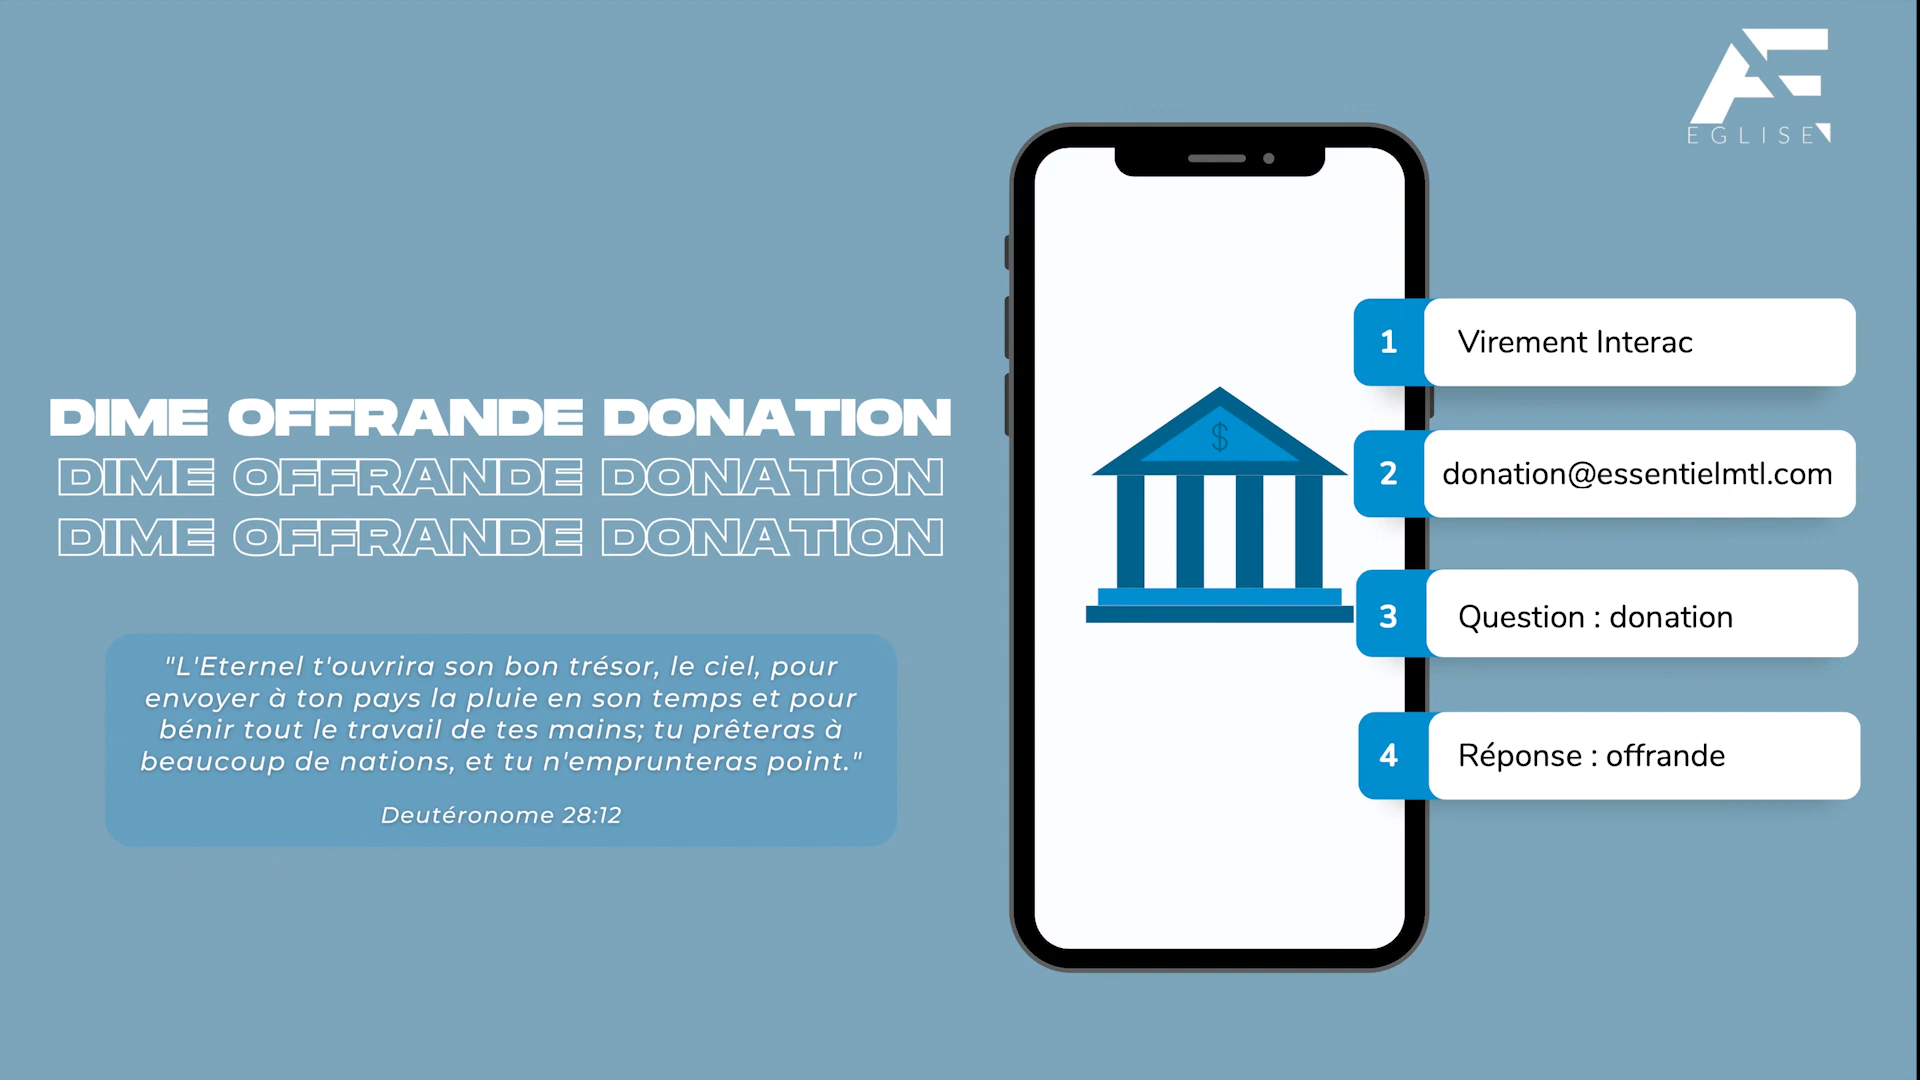 AE
EGLISE
DIME OFFRANDE DONATION
DIME OFFRANDE DONATION
DIME OFFRANDE DONATION
"L'Eternel t'ouvrira son bon trésor, le ciel, pour
envoyer à ton pays la pluie en son temps et pour
bénir tout le travail de tes mains; tu prêteras à
beaucoup de nations, et tu n'emprunteras point."
Deutéronome 28:12
$
1 Virement Interac
2 donation@essentielmtl.com
3 Question : donation
4 Réponse : offrande